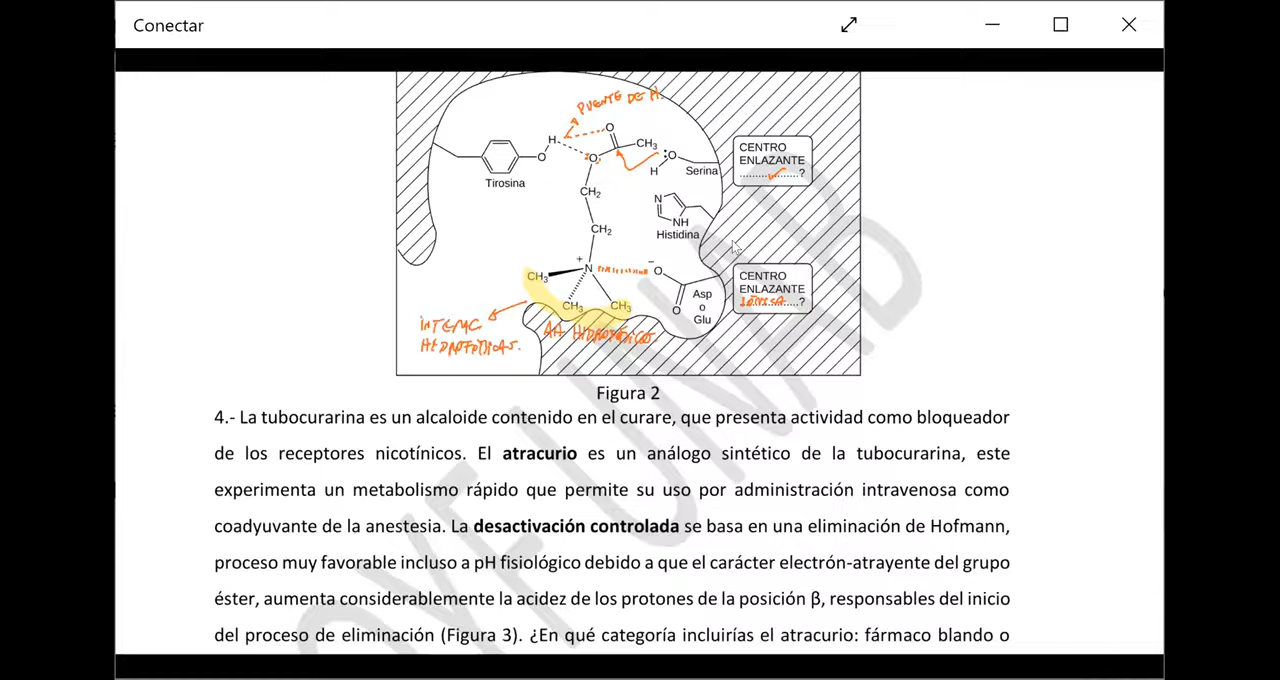 Conectar
PUENTE DE H.
H
O
O
O
CH3
:O
H
Serina
Tirosina
CENTRO
ENLAZANTE
..................?
CH2
N
NH
Histidina
CH2
+
N
−
O
CH3
CH3
CH3
O
Asp
o
Glu
CENTRO
ENLAZANTE
..................?
HIDROFÓBICAS.
AA HIDROFÓBICOS
Figura 2
4.- La tubocurarina es un alcaloide contenido en el curare, que presenta actividad como bloqueador
de los receptores nicotínicos. El atracurio es un análogo sintético de la tubocurarina, este
experimenta un metabolismo rápido que permite su uso por administración intravenosa como
coadyuvante de la anestesia. La desactivación controlada se basa en una eliminación de Hofmann,
proceso muy favorable incluso a pH fisiológico debido a que el carácter electrón-atrayente del grupo
éster, aumenta considerablemente la acidez de los protones de la posición β, responsables del inicio
del proceso de eliminación (Figura 3). ¿En qué categoría incluirías el atracurio: fármaco blando o
QYF UNAB